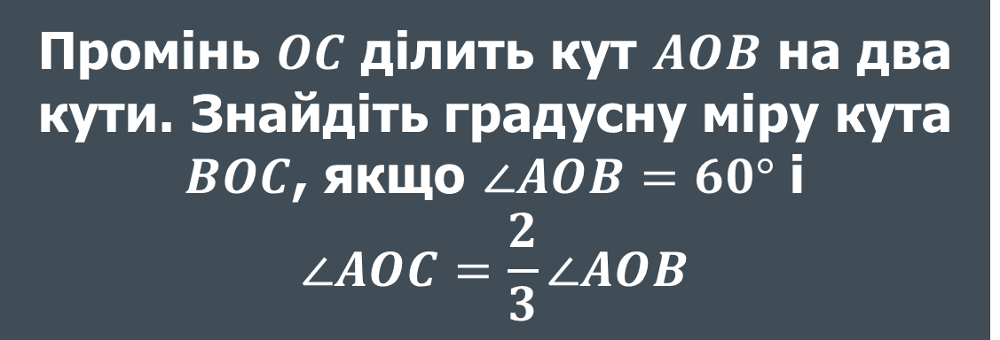 Промінь OC ділить кут AOB на два
кути. Знайдіть градусну міру кута
BOC, якщо ∠AOB = 60° і
∠AOC = 2/3 ∠AOB